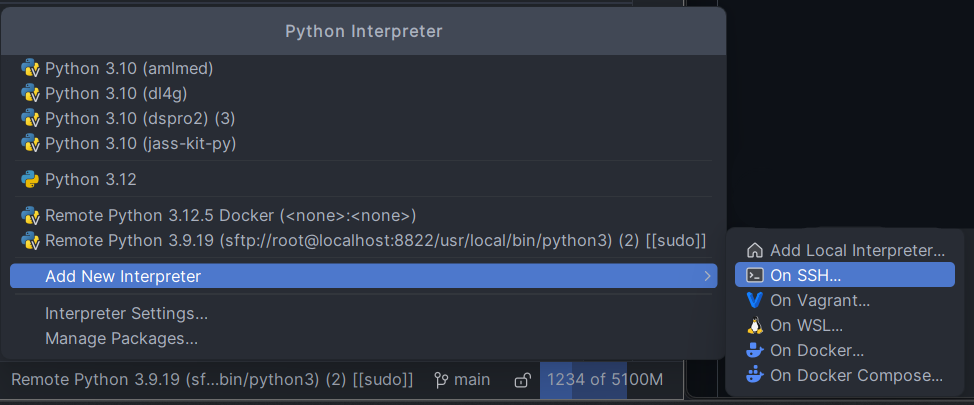 Python Interpreter
Python 3.10 (amlmed)
Python 3.10 (dl4g)
Python 3.10 (dspro2) (3)
Python 3.10 (jass-kit-py)
Python 3.12
Remote Python 3.12.5 Docker (<none>:<none>)
Remote Python 3.9.19 (sftp://root@localhost:8822/usr/local/bin/python3) (2) [[sudo]]
Add New Interpreter
Interpreter Settings...
Manage Packages...
Add Local Interpreter...
On SSH...
On Vagrant...
On WSL...
On Docker...
On Docker Compose...
Remote Python 3.9.19 (sf...bin/python3) (2) [[sudo]] main 1234 of 5100M